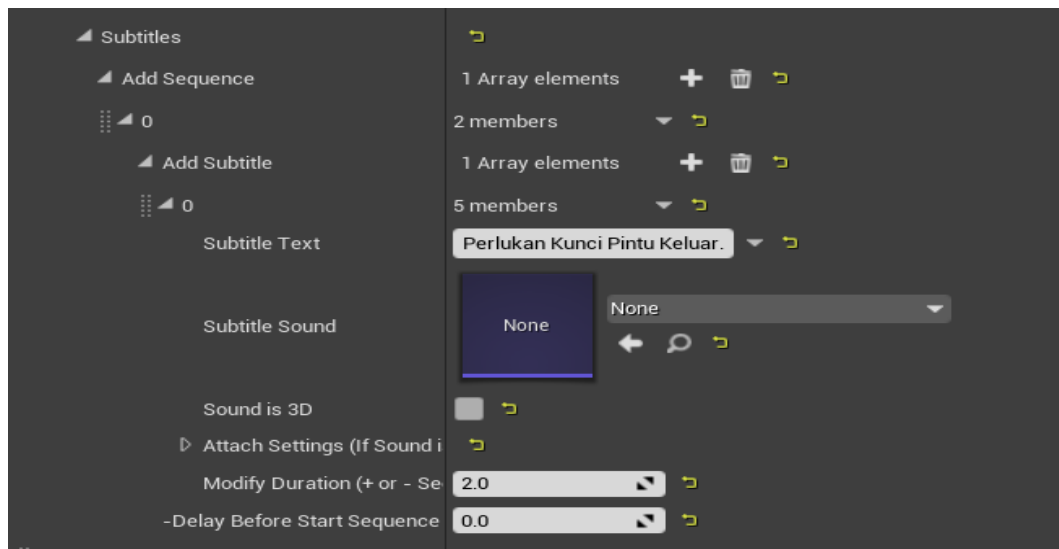 Subtitles
Add Sequence 1 Array elements
0 2 members
Add Subtitle 1 Array elements
0 5 members
Subtitle Text Perlukan Kunci Pintu Keluar.
None
Subtitle Sound None
Sound is 3D
Attach Settings (If Sound i
Modify Duration (+ or - Se 2.0
-Delay Before Start Sequence 0.0